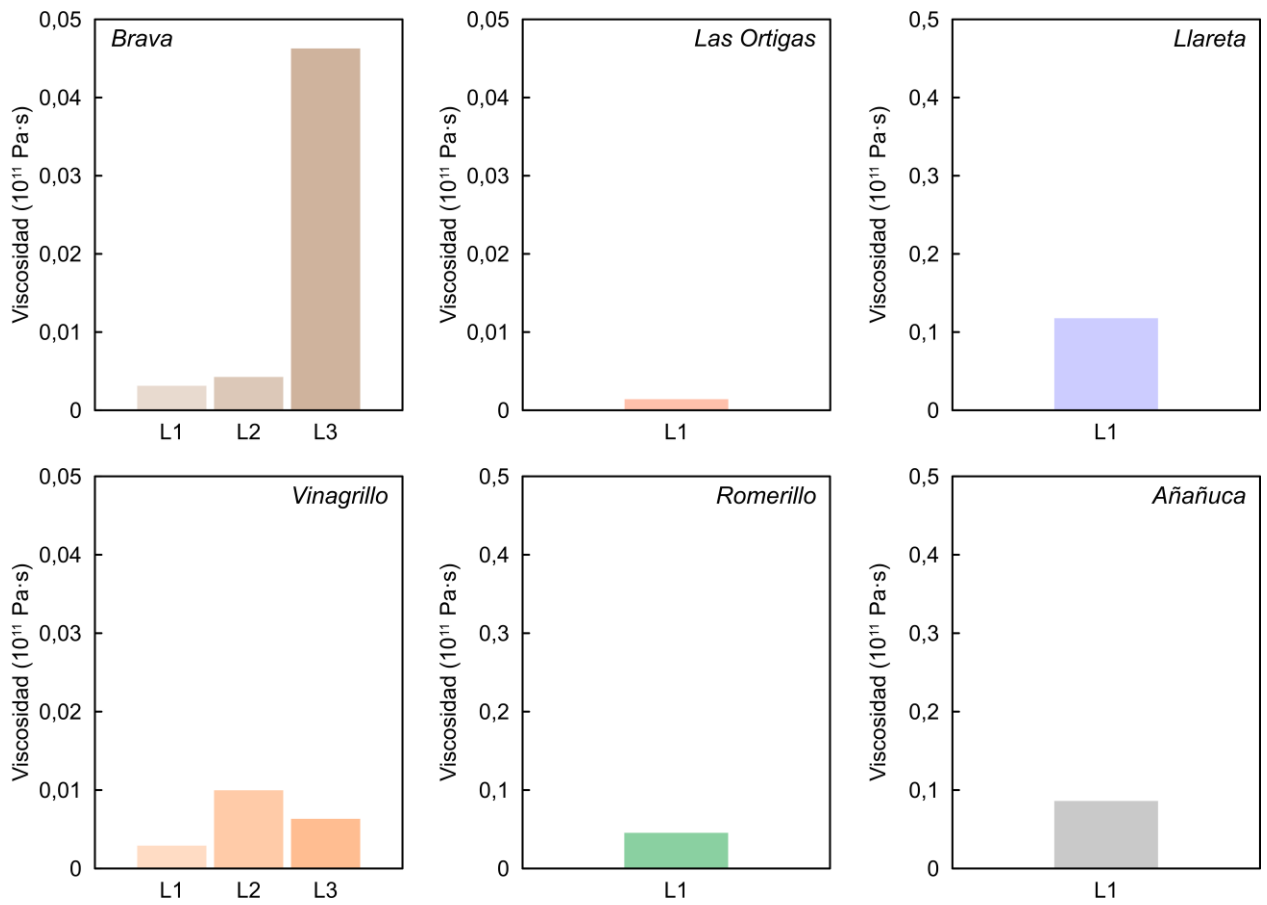 Brava
Viscosidad (10¹¹ Pa·s)
0,05
0,04
0,03
0,02
0,01
0
L1 L2 L3
Las Ortigas
Viscosidad (10¹¹ Pa·s)
0,05
0,04
0,03
0,02
0,01
0
L1
Llareta
Viscosidad (10¹¹ Pa·s)
0,5
0,4
0,3
0,2
0,1
0
L1
Vinagrillo
Viscosidad (10¹¹ Pa·s)
0,05
0,04
0,03
0,02
0,01
0
L1 L2 L3
Romerillo
Viscosidad (10¹¹ Pa·s)
0,5
0,4
0,3
0,2
0,1
0
L1
Añañuca
Viscosidad (10¹¹ Pa·s)
0,5
0,4
0,3
0,2
0,1
0
L1